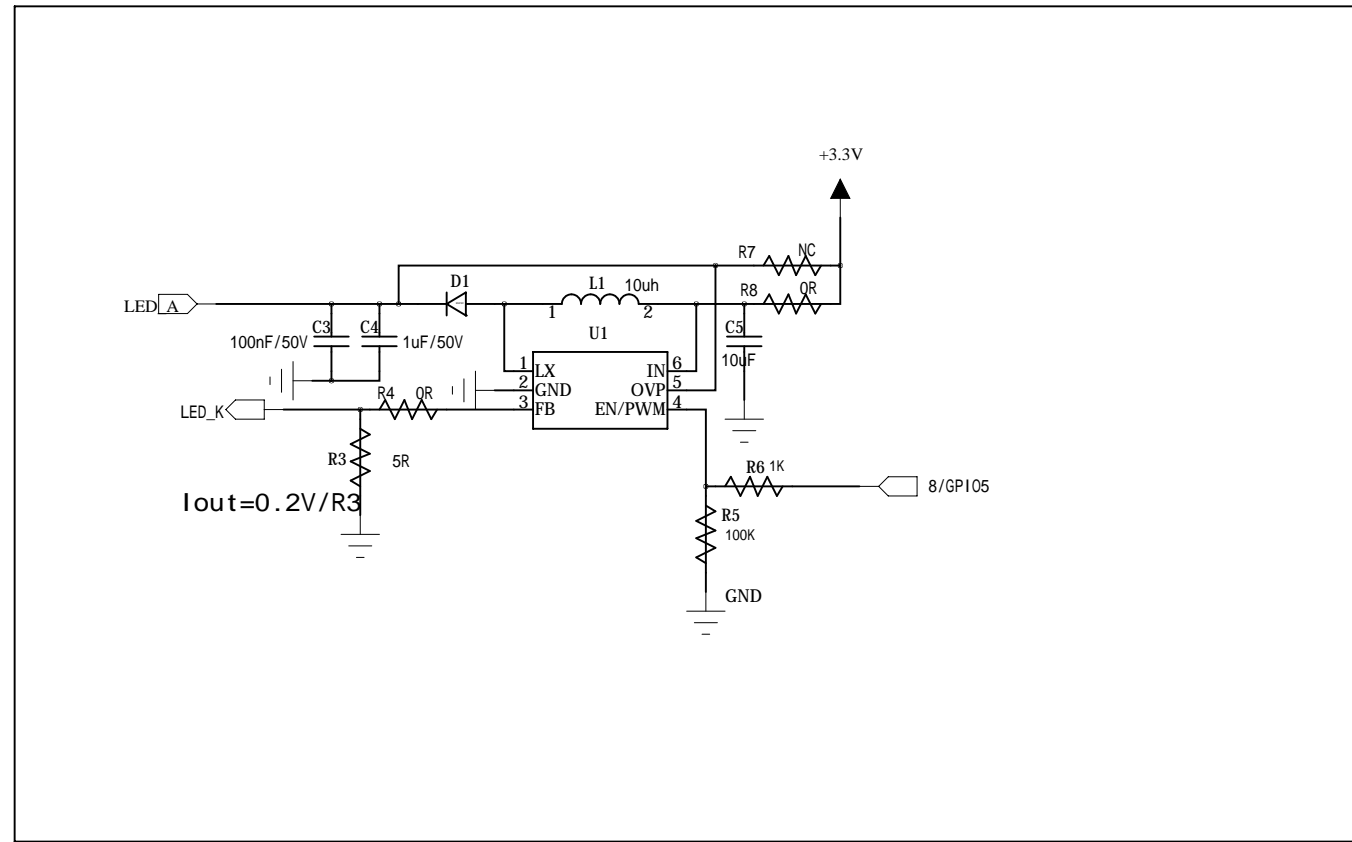 +3.3V
R7 NC
D1 L1 10uh R8 0R
LED_A
1 2
C3 C4 U1 C5
100nF/50V 1uF/50V 10uF
1 LX IN 6
2 GND OVP 5
R4 0R
LED_K 3 FB EN/PWM 4
R3 5R
R6 1K
8/GPIO5
Iout=0.2V/R3
R5
100K
GND